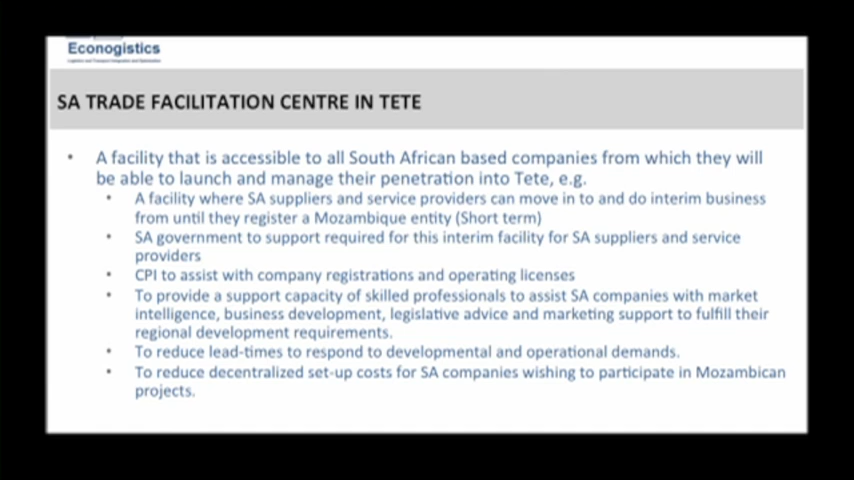 Econogistics
SA TRADE FACILITATION CENTRE IN TETE
• A facility that is accessible to all South African based companies from which they will
be able to launch and manage their penetration into Tete, e.g.
• A facility where SA suppliers and service providers can move in to and do interim business
from until they register a Mozambique entity (Short term)
• SA government to support required for this interim facility for SA suppliers and service
providers
• CPI to assist with company registrations and operating licenses
• To provide a support capacity of skilled professionals to assist SA companies with market
intelligence, business development, legislative advice and marketing support to fulfill their
regional development requirements.
• To reduce lead-times to respond to developmental and operational demands.
• To reduce decentralized set-up costs for SA companies wishing to participate in Mozambican
projects.